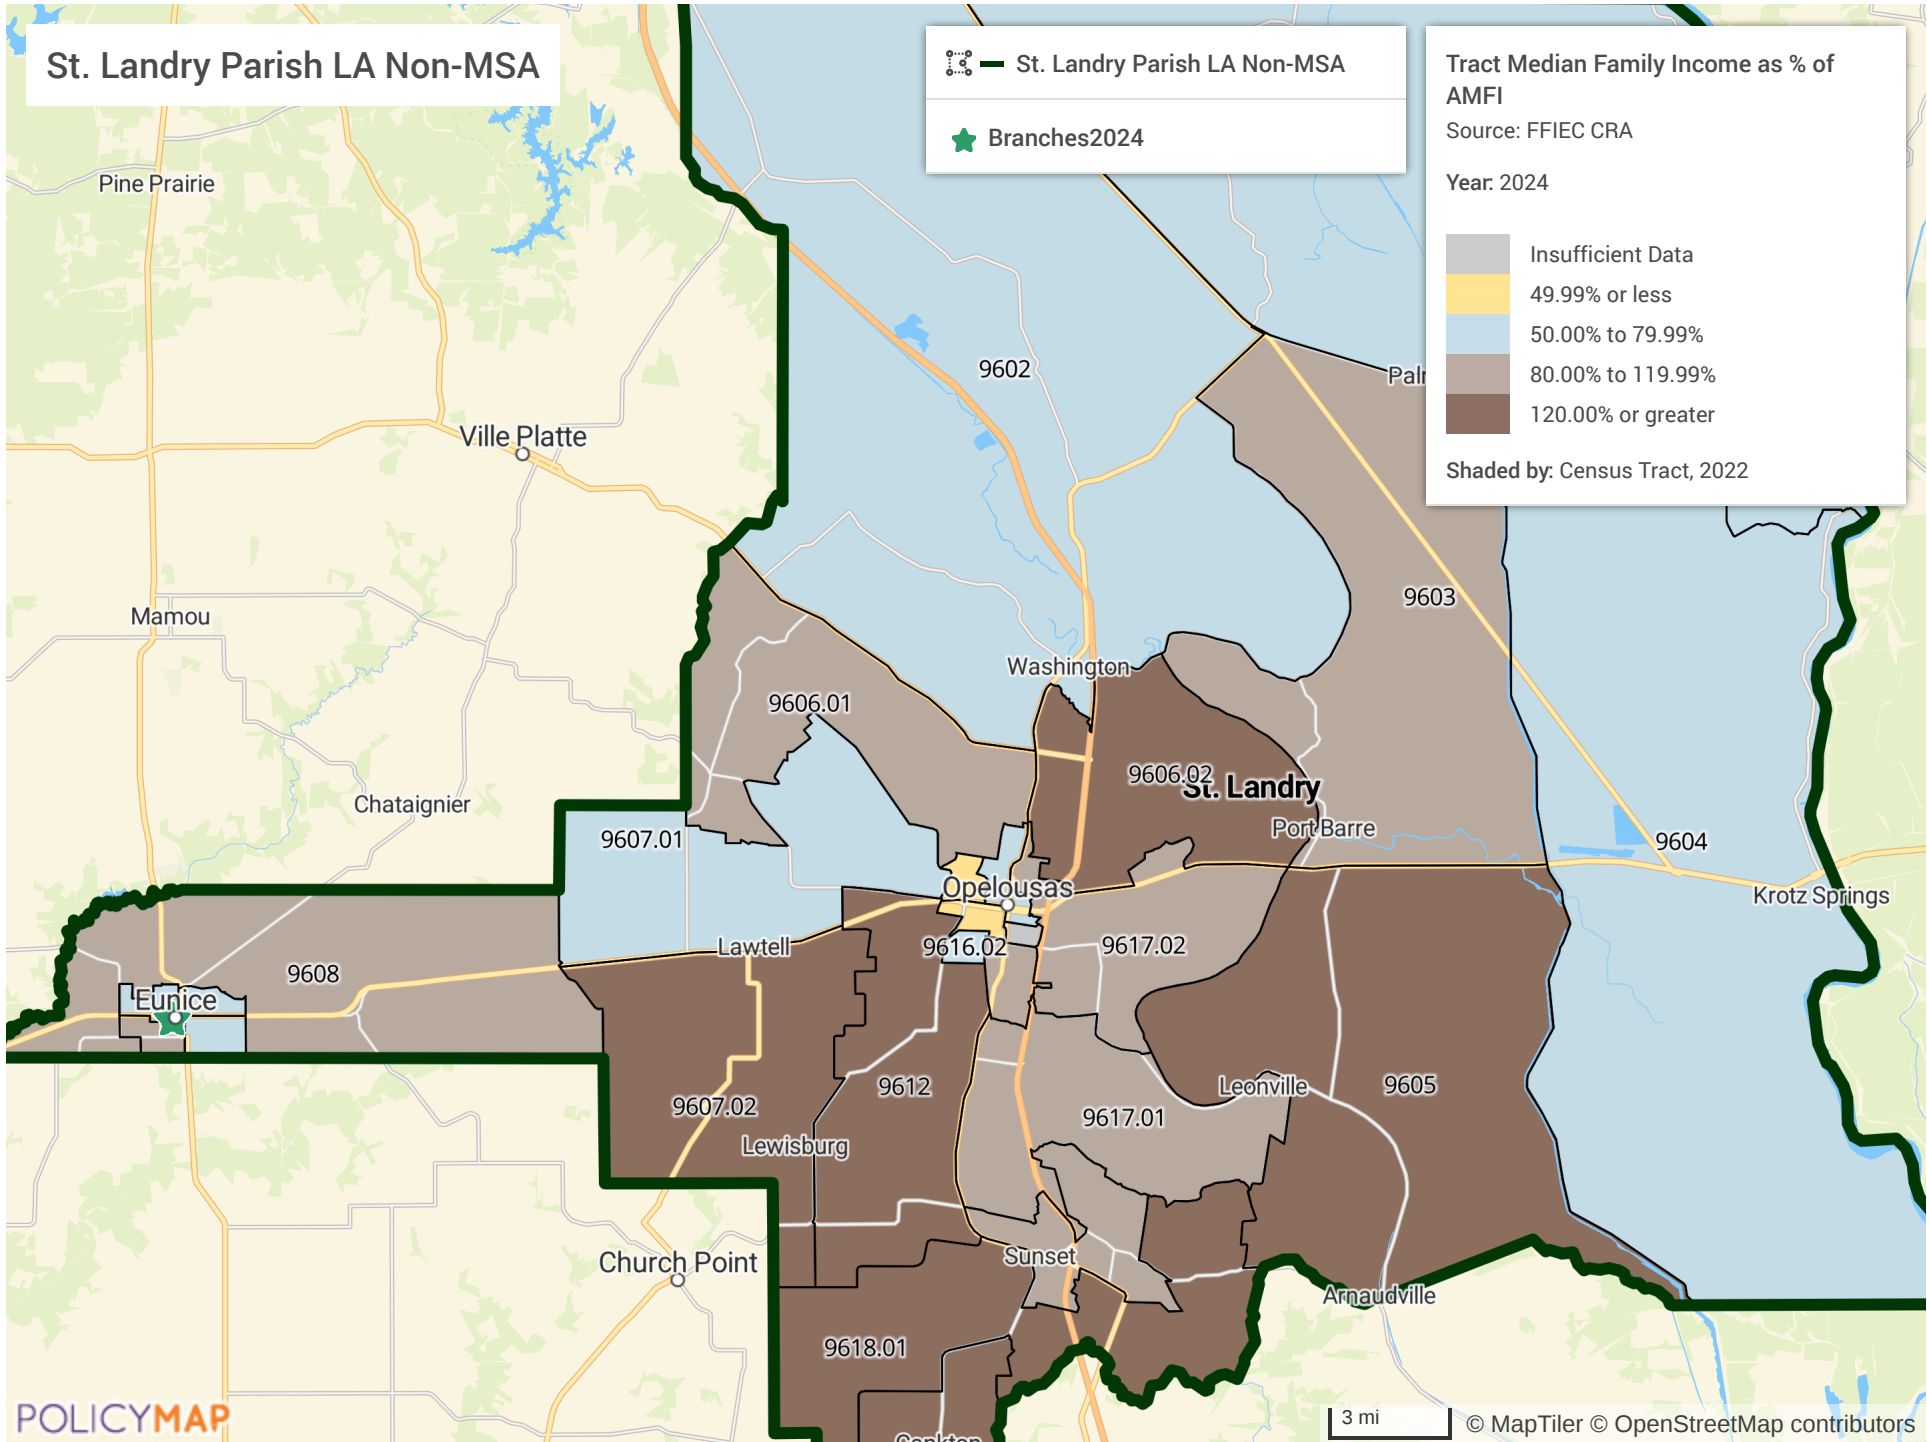 St. Landry Parish LA Non-MSA
St. Landry Parish LA Non-MSA
Branches2024
Tract Median Family Income as % of
AMFI
Source: FFIEC CRA
Year: 2024
Insufficient Data
49.99% or less
50.00% to 79.99%
80.00% to 119.99%
120.00% or greater
Shaded by: Census Tract, 2022
Pine Prairie
9602
Ville Platte
9603
Mamou
Washington
9606.01
9606.02
St. Landry
Chataignier
Port Barre
9607.01
9604
Opelousas
Krotz Springs
Lawtell
9616.02
9617.02
9608
Eunice
9612
Leonville
9605
9607.02
9617.01
Lewisburg
Sunset
Church Point
Arnaudville
9618.01
POLICYMAP
3 mi
© MapTiler © OpenStreetMap contributors